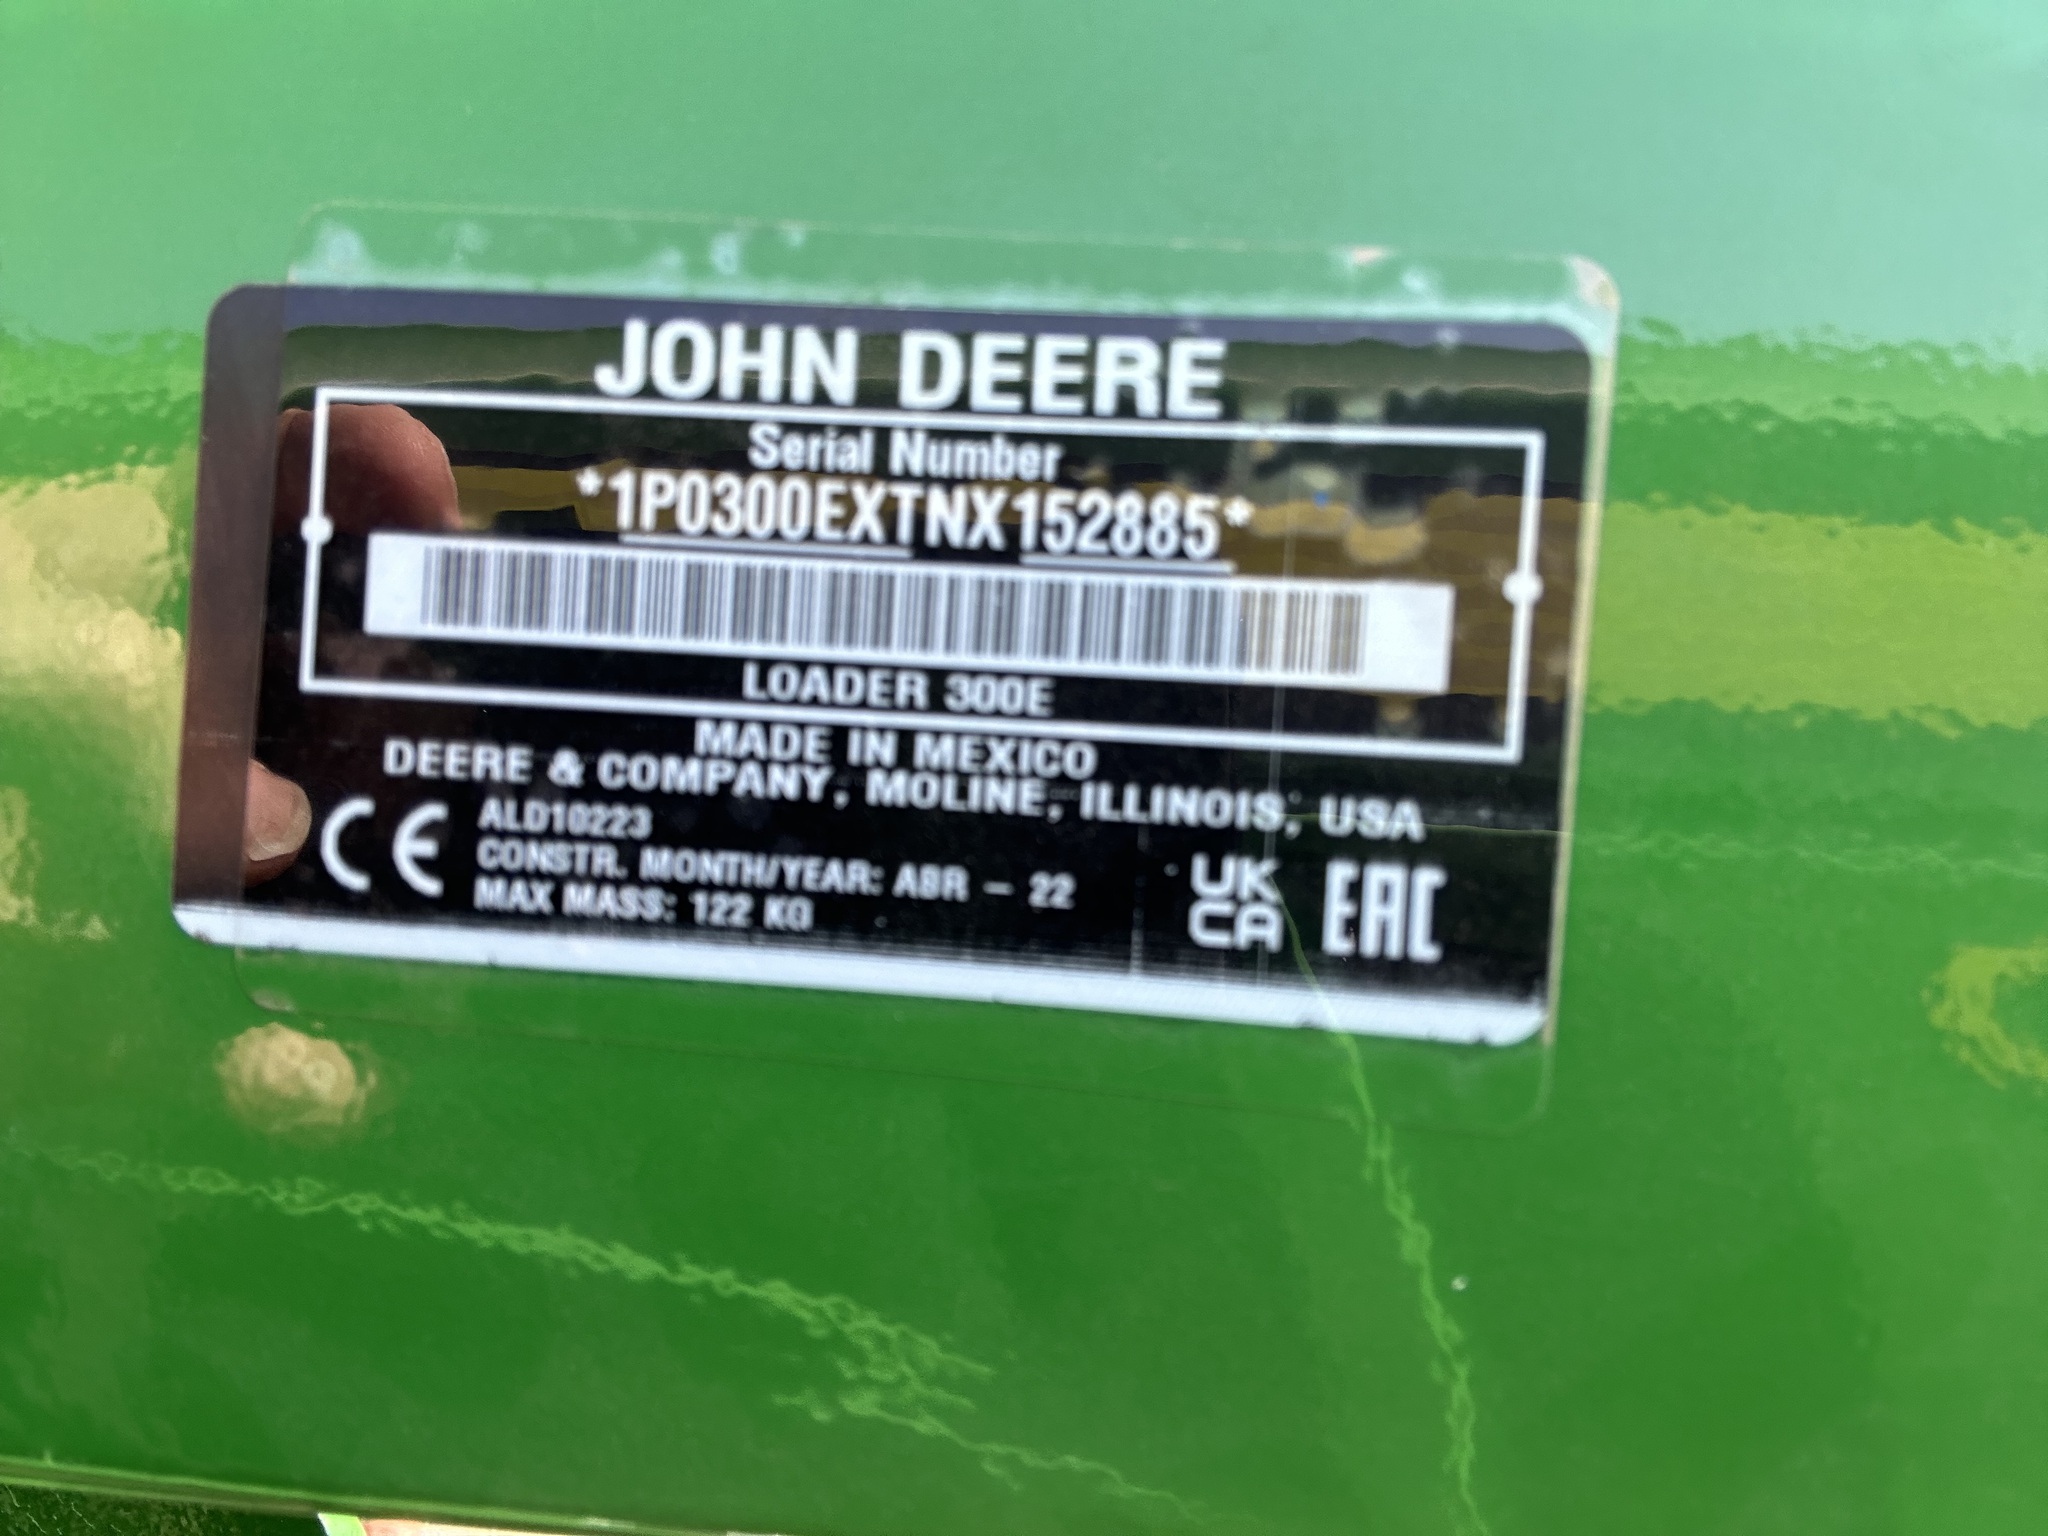 JOHN DEERE
Serial Number
*1P0300EXTNX152885*
LOADER 300E
MADE IN MEXICO
DEERE & COMPANY, MOLINE, ILLINOIS, USA
CE
ALD10223
CONSTR. MONTH/YEAR: ABR – 22
MAX MASS: 122 KG
UK
CA
EAC